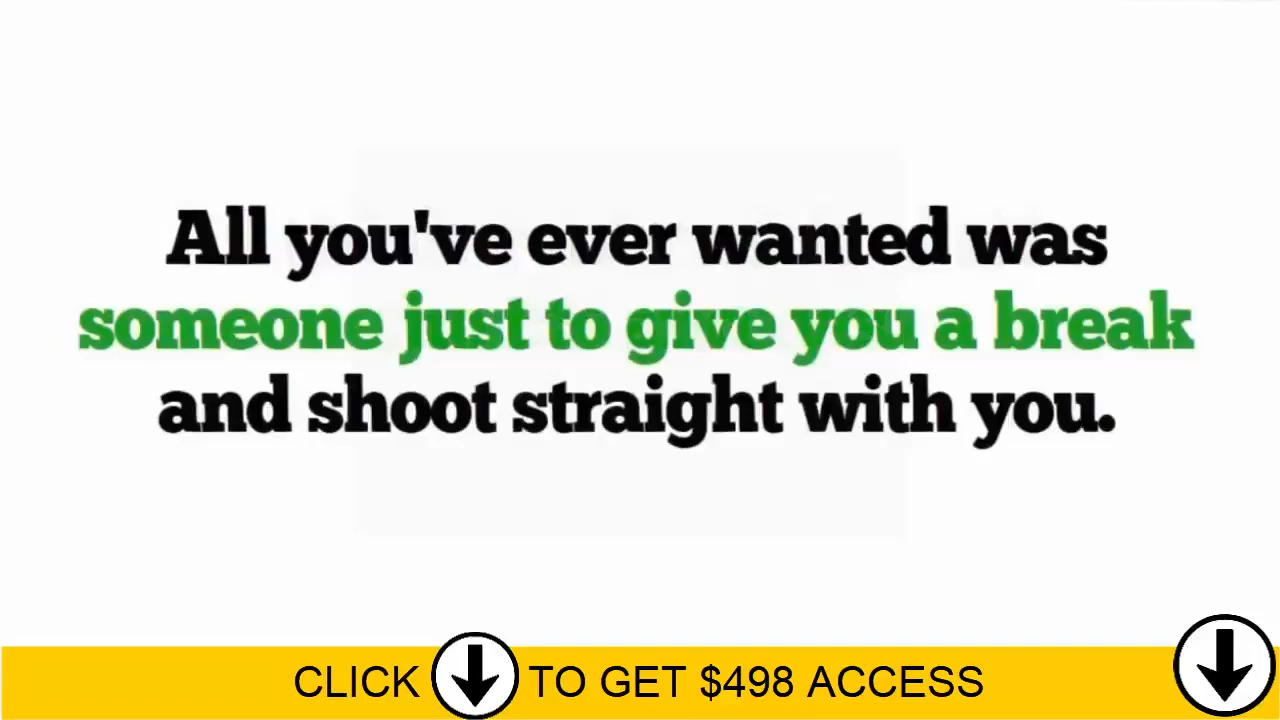 All you've ever wanted was
someone just to give you a break
and shoot straight with you.
CLICK TO GET $498 ACCESS